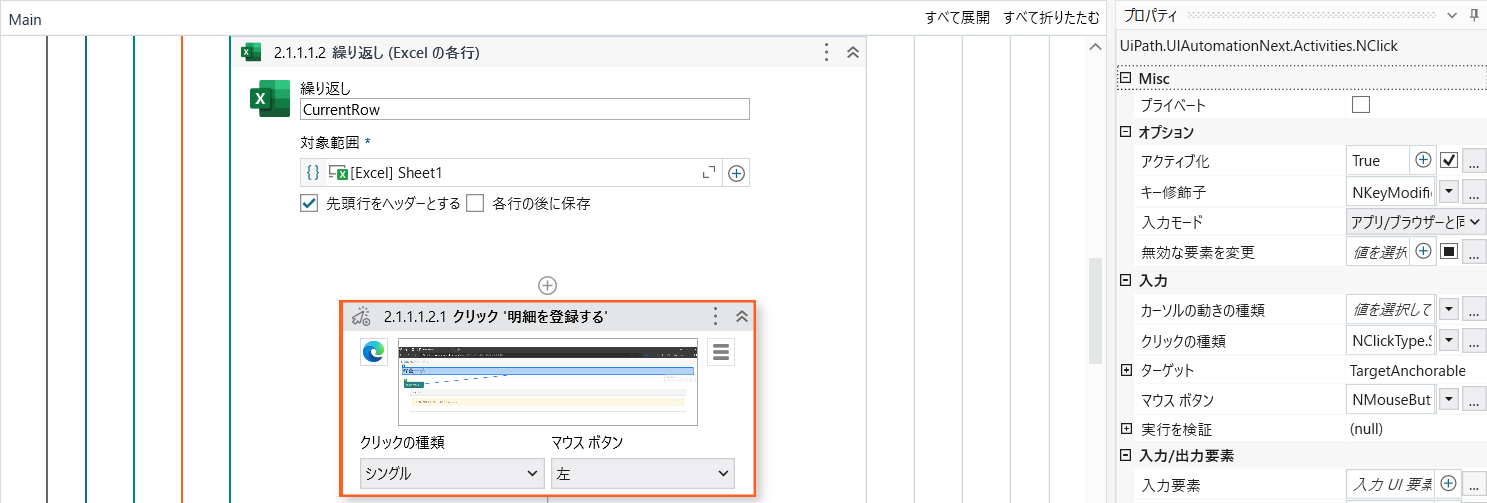 Main
すべて展開 すべて折りたたむ
2.1.1.1.2 繰り返し (Excel の各行)
繰り返し
CurrentRow
対象範囲 *
[Excel] Sheet1
先頭行をヘッダーとする
各行の後に保存
2.1.1.1.2.1 クリック '明細を登録する'
クリックの種類
マウス ボタン
シングル
左
プロパティ
UiPath.UIAutomationNext.Activities.NClick
Misc
プライベート
オプション
アクティブ化 True
キー修飾子 NKeyModifi
入力モード アプリ/ブラウザーと同
無効な要素を変更 値を選択
入力
カーソルの動きの種類 値を選択して
クリックの種類 NClickType.S
ターゲット TargetAnchorable
マウス ボタン NMouseBut
実行を検証 (null)
入力/出力要素
入力要素 入力 UI 要素